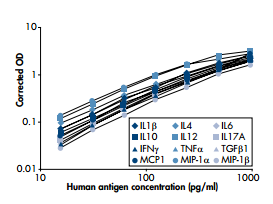 10
1
0.1
0.01
Corrected OD
IL1β IL4 IL6
IL10 IL12 IL17A
IFNγ TNFα TGFβ1
MCP1 MIP-1α MIP-1β
10 100 1000
Human antigen concentration (pg/ml)